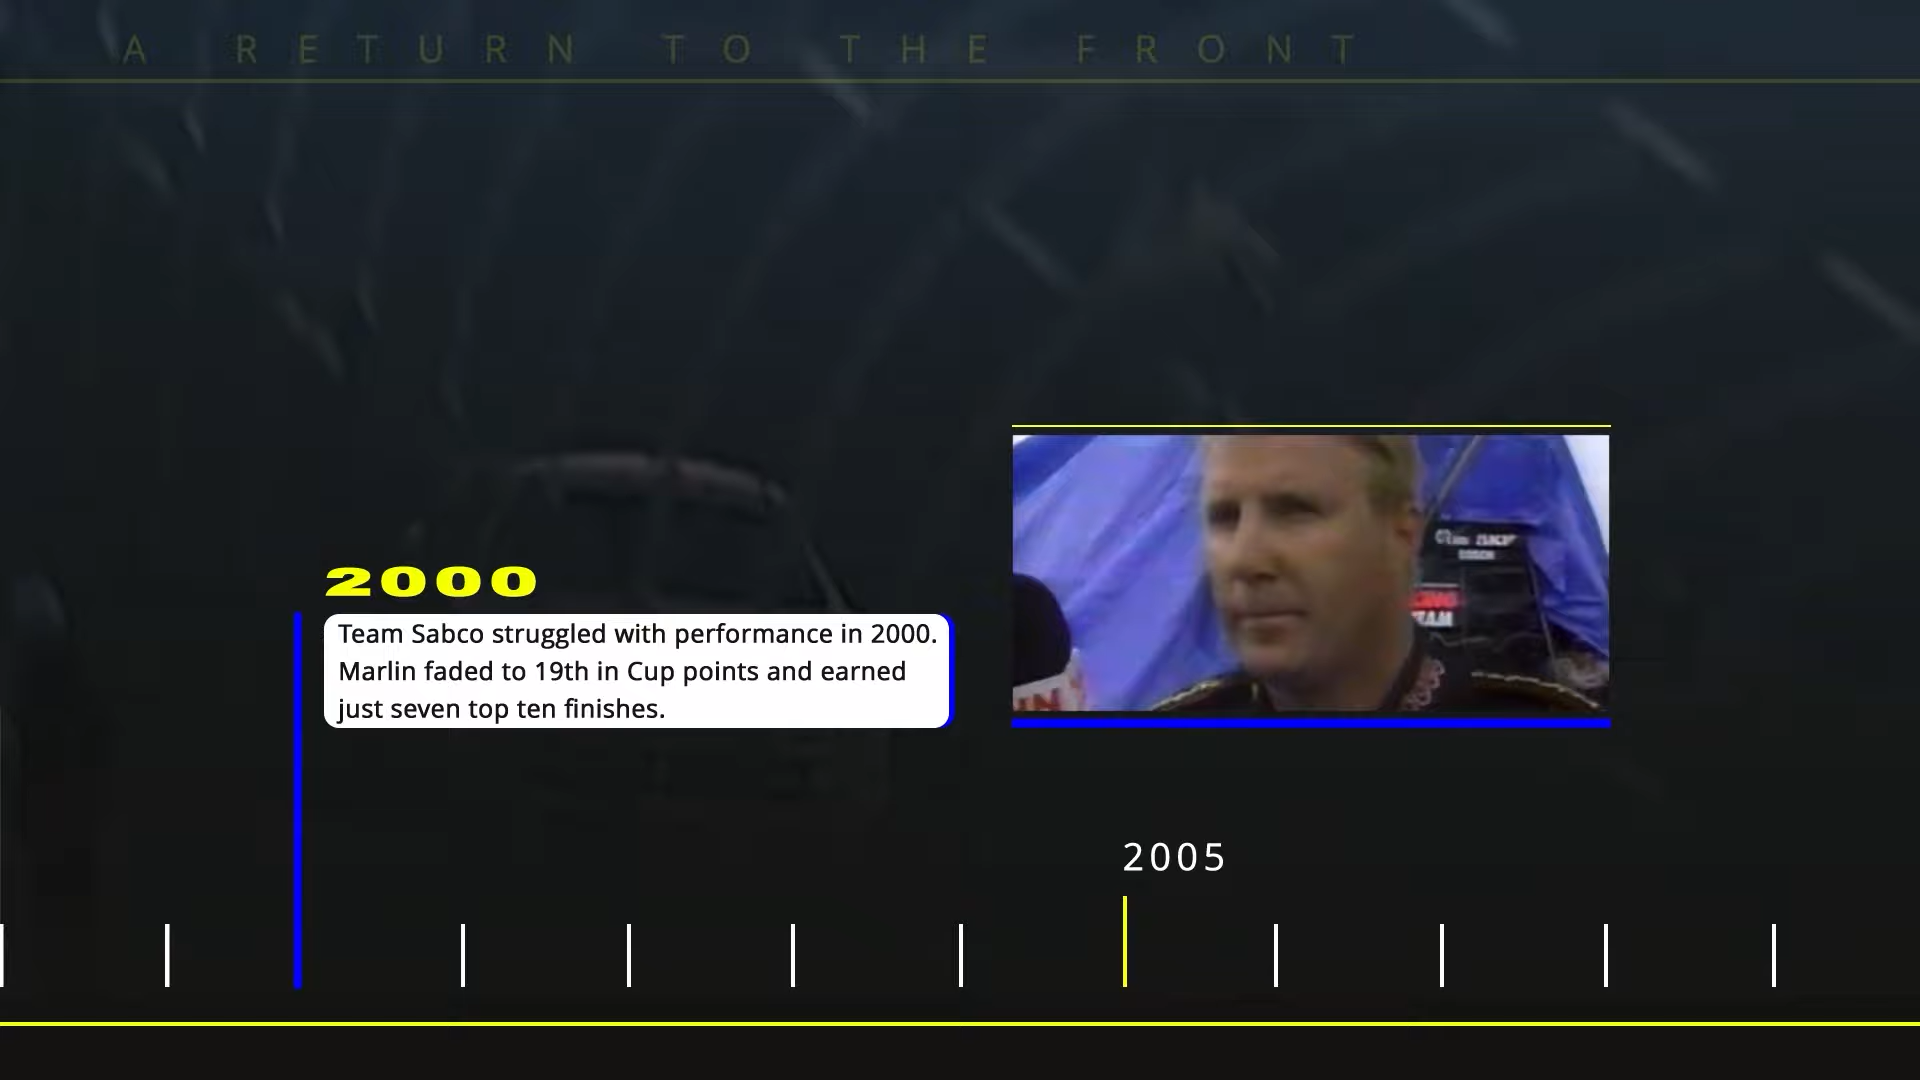 A RETURN TO THE FRONT
2000
Team Sabco struggled with performance in 2000.
Marlin faded to 19th in Cup points and earned
just seven top ten finishes.
TEAM
2005